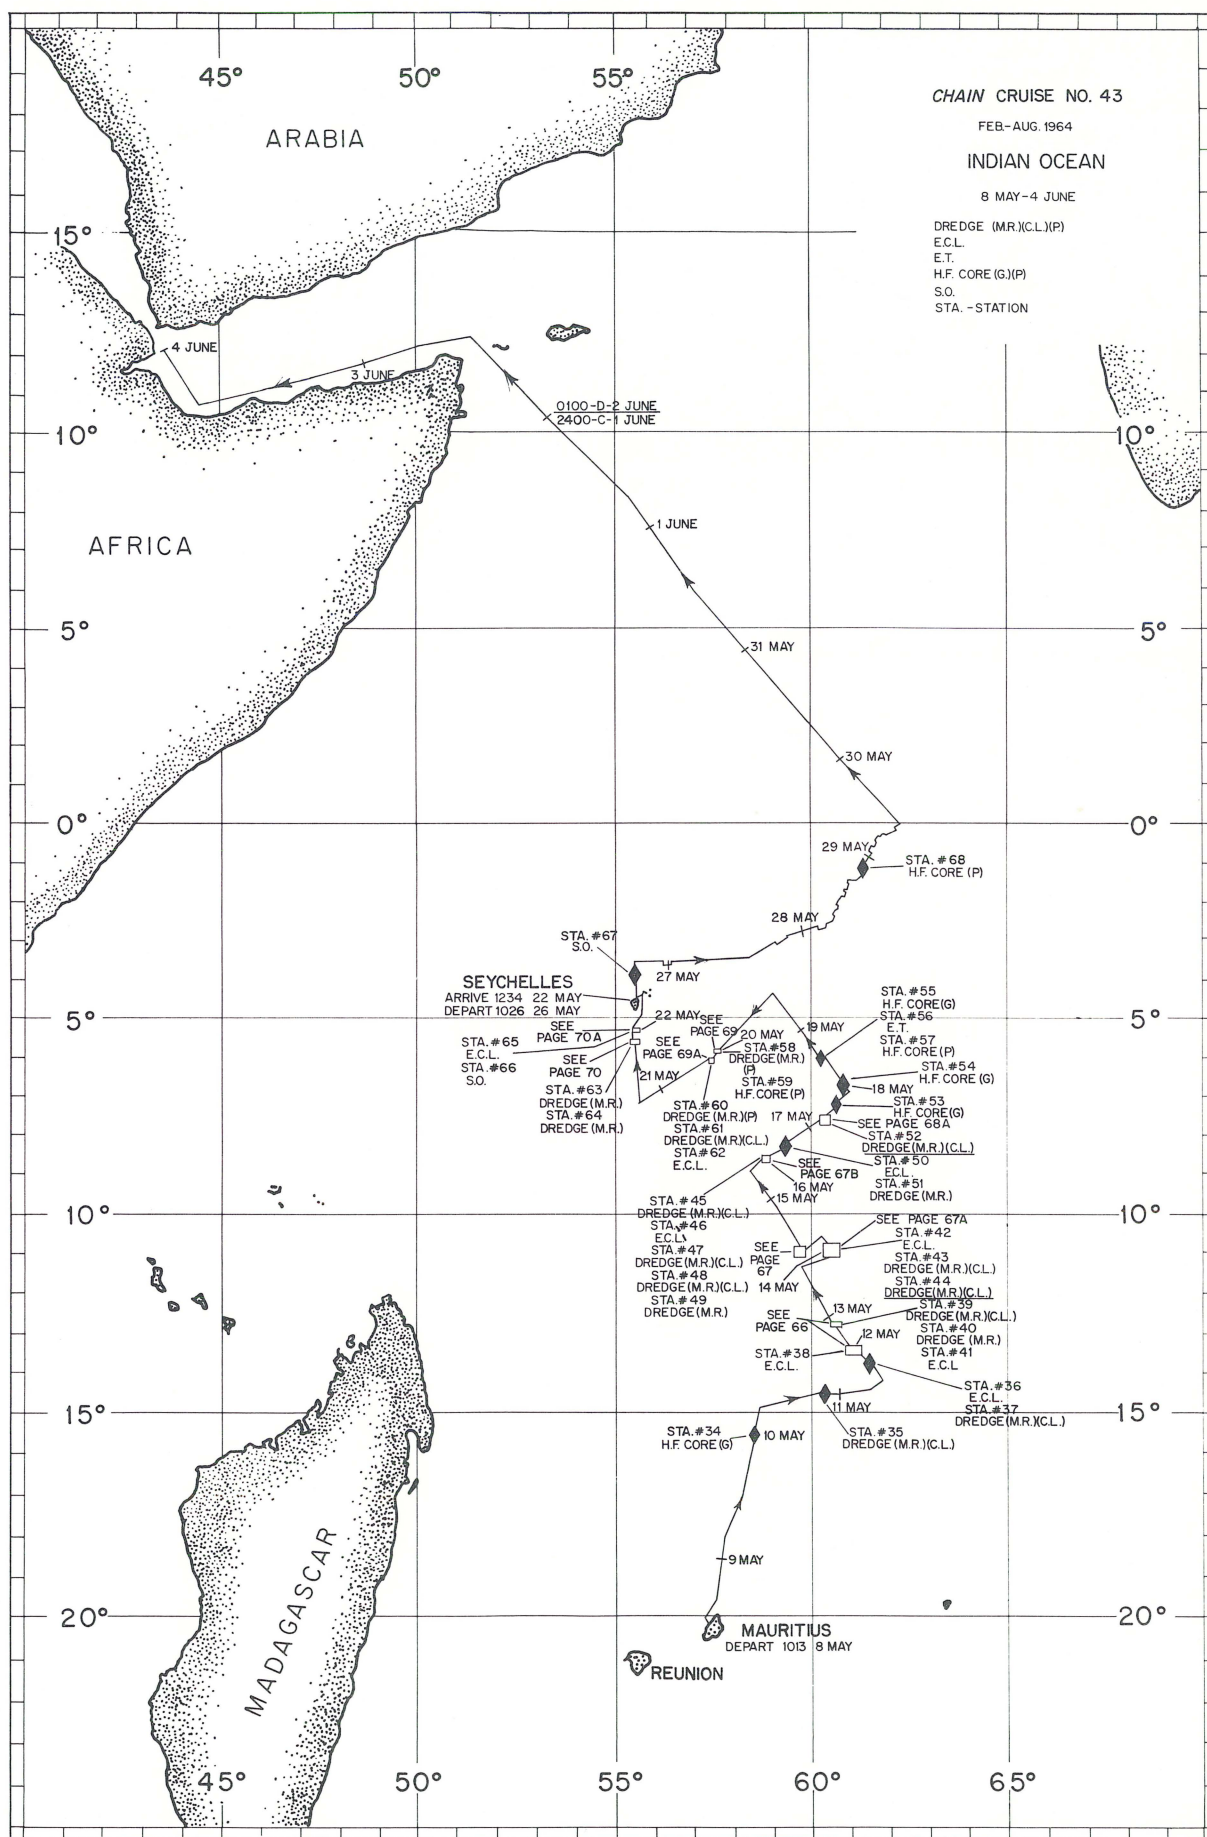 45° 50° 55°
CHAIN CRUISE NO. 43
FEB.-AUG. 1964
INDIAN OCEAN
8 MAY-4 JUNE
DREDGE (M.R.)(C.L.)(P)
E.C.L.
E.T.
H.F. CORE (G.)(P)
S.O.
STA. -STATION
ARABIA
15°
4 JUNE
3 JUNE
0100-D-2 JUNE
2400-C-1 JUNE
10° 10°
1 JUNE
AFRICA
5° 5°
31 MAY
30 MAY
0° 0°
29 MAY
STA. #68
H.F. CORE (P)
28 MAY
STA. #67
S.O.
27 MAY
SEYCHELLES
ARRIVE 1234 22 MAY
DEPART 1026 26 MAY
5° 5°
22 MAY
SEE
PAGE 70A
STA. #65
E.C.L.
STA. #66
S.O.
SEE
PAGE 70
STA. #63
DREDGE (M.R.)
STA. #64
DREDGE (M.R.)
21 MAY
SEE
PAGE 69A
SEE
PAGE 69
20 MAY
STA. #58
DREDGE (M.R.)
(P)
STA. #59
H.F. CORE (P)
STA. #60
DREDGE (M.R.)(P)
STA. #61
DREDGE (M.R.)(C.L.)
STA. #62
E.C.L.
19 MAY
STA. #55
H.F. CORE (G)
STA. #56
E.T.
STA. #57
H.F. CORE (P)
STA. #54
H.F. CORE (G)
18 MAY
STA. #53
H.F. CORE (G)
17 MAY
SEE PAGE 68A
STA. #52
DREDGE (M.R.)(C.L.)
STA. #50
E.C.L.
STA. #51
DREDGE (M.R.)
SEE
PAGE 67B
16 MAY
15 MAY
STA. #45
DREDGE (M.R.)(C.L.)
STA. #46
E.C.L.
STA. #47
DREDGE (M.R.)(C.L.)
STA. #48
DREDGE (M.R.)(C.L.)
STA. #49
DREDGE (M.R.)
10° 10°
SEE
PAGE
67
14 MAY
SEE PAGE 67A
STA. #42
E.C.L.
STA. #43
DREDGE (M.R.)(C.L.)
STA. #44
DREDGE (M.R.)(C.L.)
13 MAY
SEE
PAGE 66
STA. #39
DREDGE (M.R.)(C.L.)
STA. #40
DREDGE (M.R.)
STA. #41
E.C.L
12 MAY
STA. #38
E.C.L.
STA. #36
E.C.L.
STA. #37
DREDGE (M.R.)(C.L.)
11 MAY
15° 15°
STA. #35
DREDGE (M.R.)(C.L.)
STA. #34
H.F. CORE (G)
10 MAY
9 MAY
MADAGASCAR
20° 20°
MAURITIUS
DEPART 1013 8 MAY
REUNION
45° 50° 55° 60° 65°